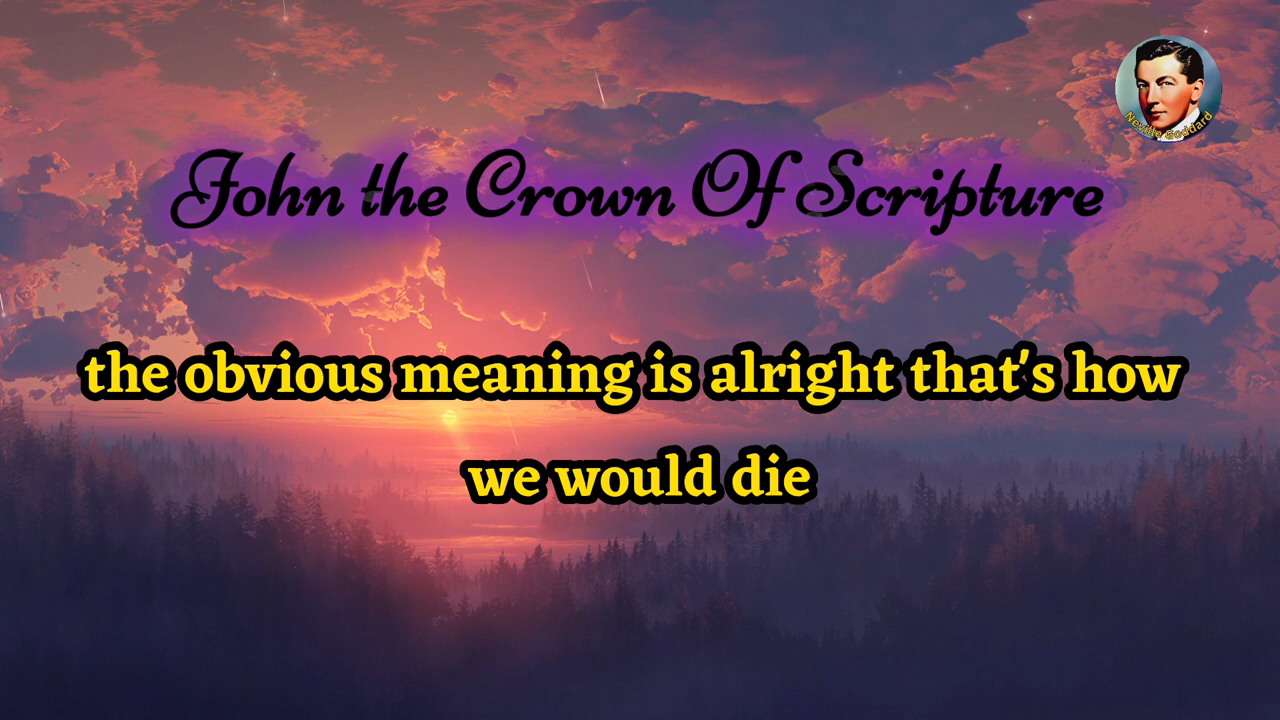 Neville Goddard
John the Crown Of Scripture
the obvious meaning is alright that's how
we would die